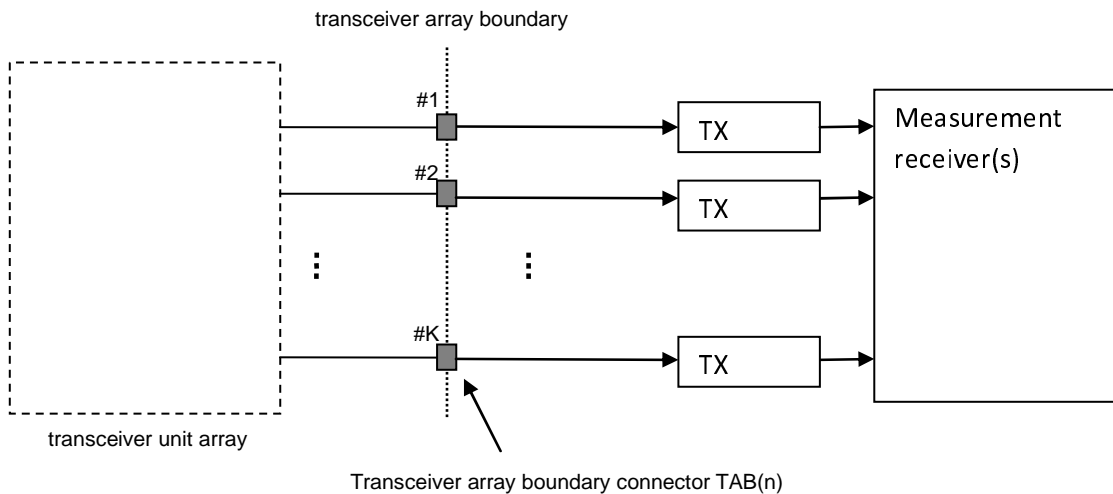 transceiver array boundary
#1
TX
Measurement
receiver(s)
#2
TX
#K
TX
transceiver unit array
Transceiver array boundary connector TAB(n)